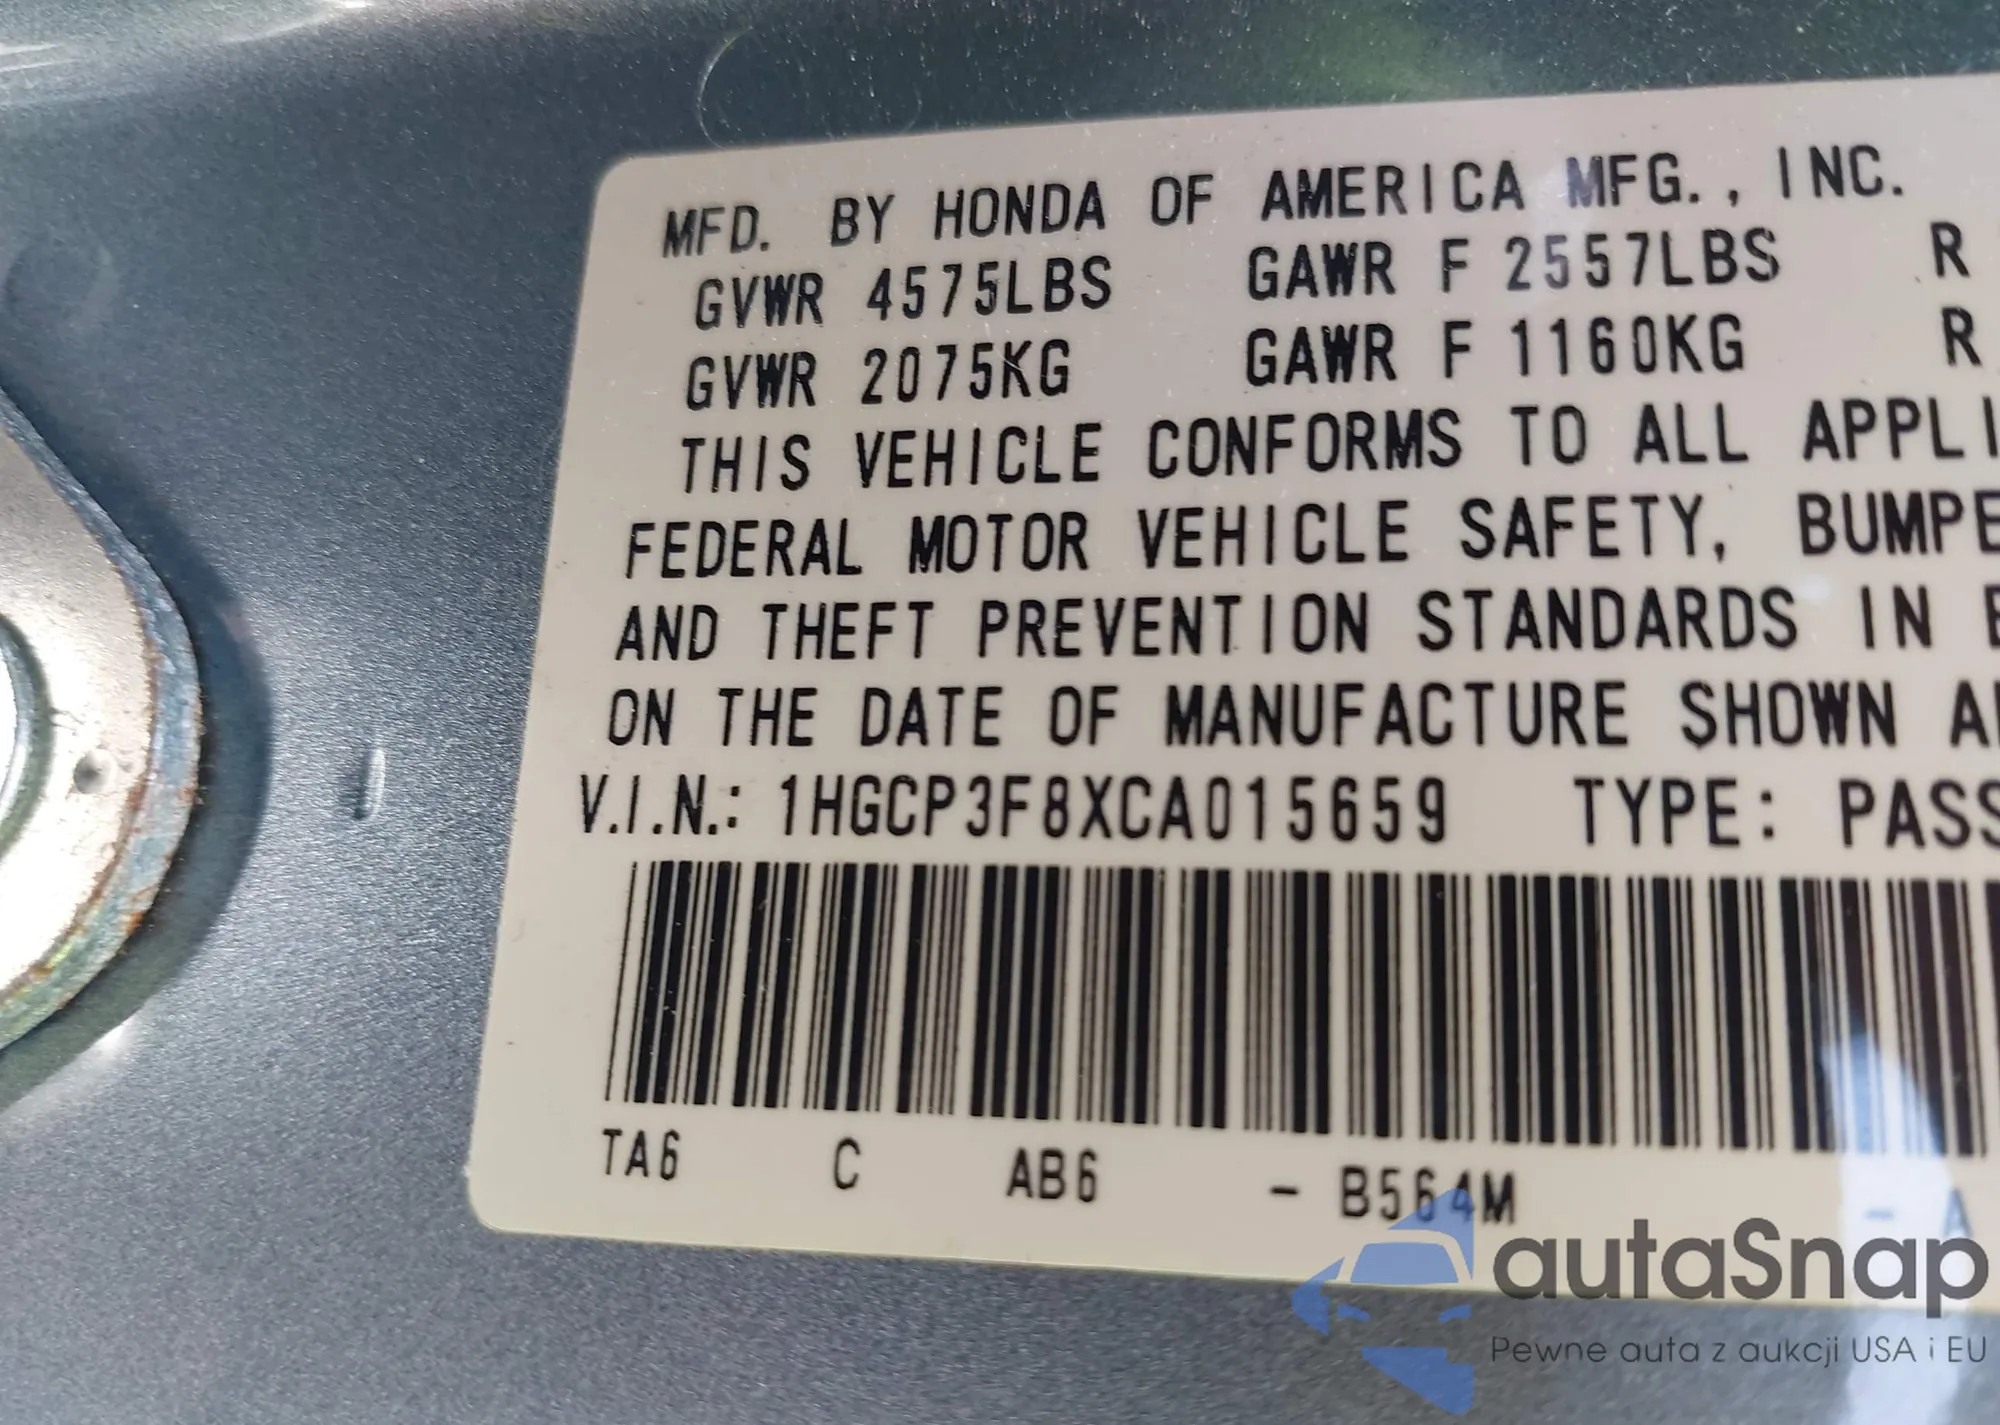 MFD. BY HONDA OF AMERICA MFG., INC.
GVWR 4575LBS GAWR F 2557LBS R
GVWR 2075KG GAWR F 1160KG R
THIS VEHICLE CONFORMS TO ALL APPLI
FEDERAL MOTOR VEHICLE SAFETY, BUMPE
AND THEFT PREVENTION STANDARDS IN E
ON THE DATE OF MANUFACTURE SHOWN A
V.I.N.: 1HGCP3F8XCA015659 TYPE: PASS
TA6 C AB6 - B564M - A
autaSnap
Pewne auta z aukcji USA i EU